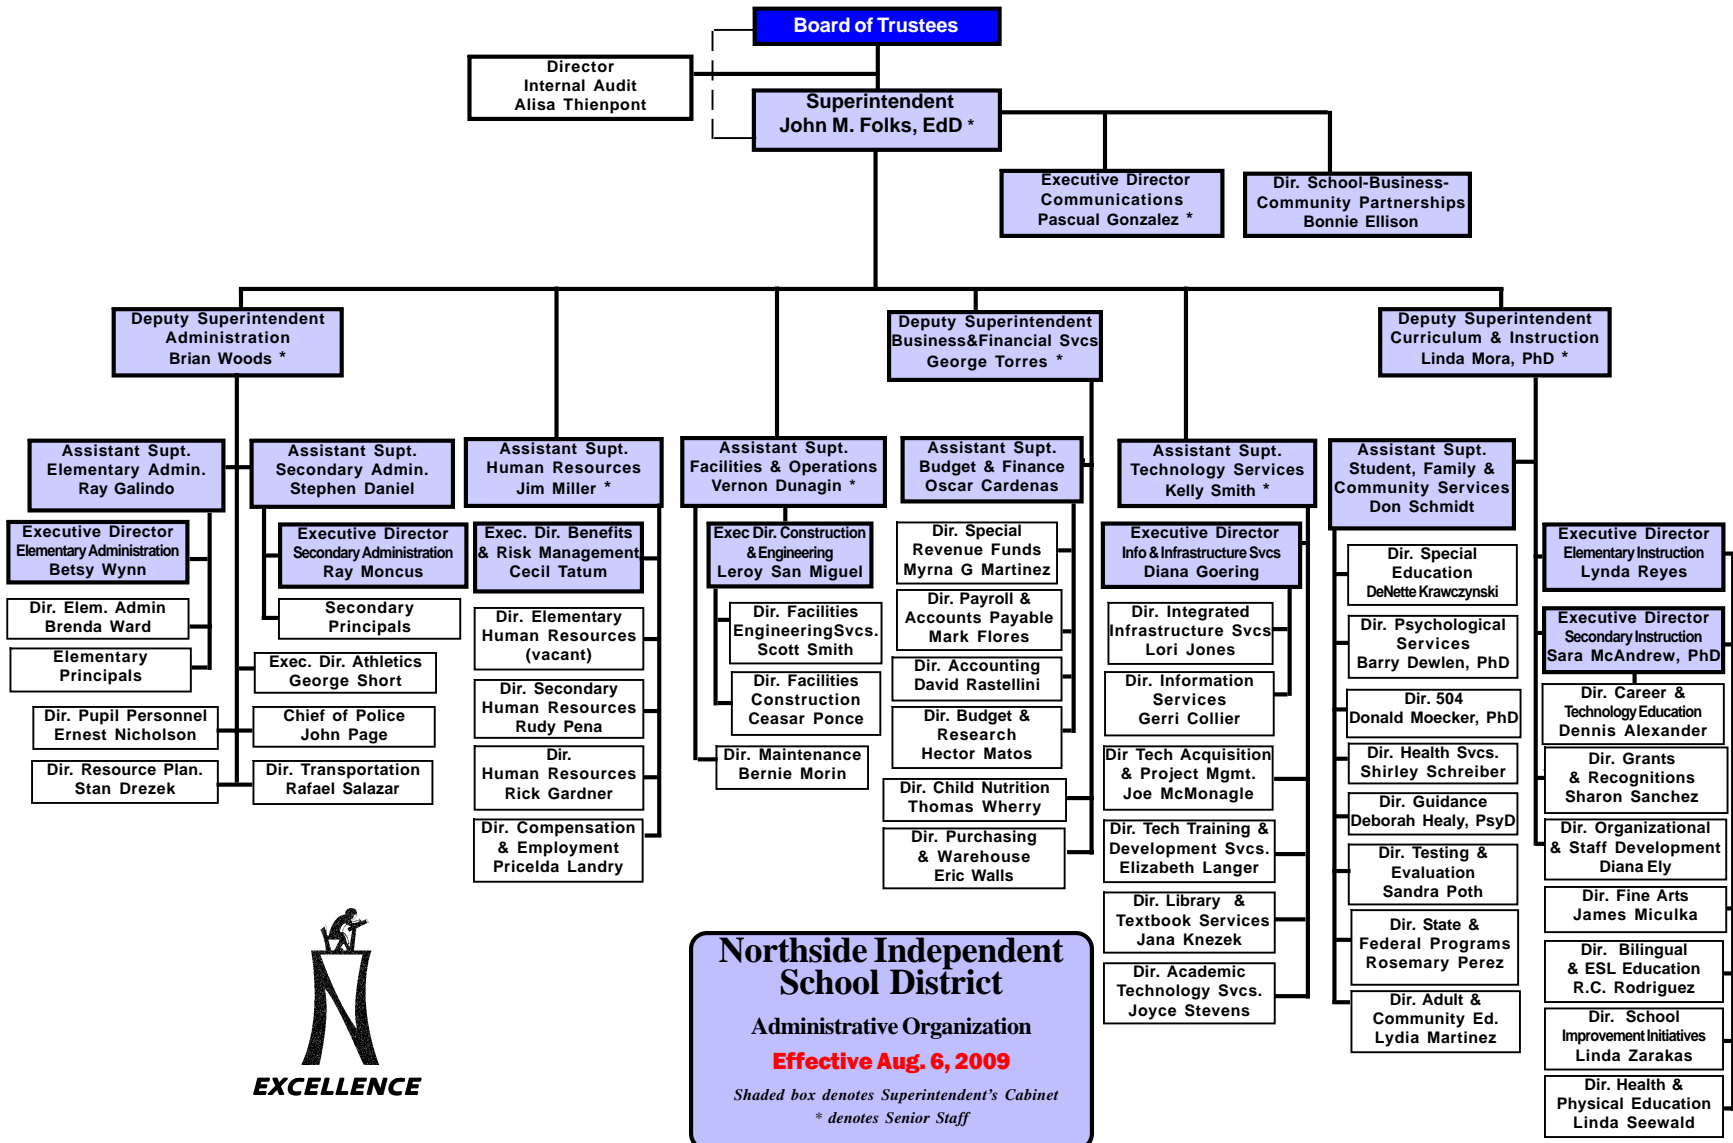 Board of Trustees
Director
Internal Audit
Alisa Thienpont
Superintendent
John M. Folks, EdD *
Executive Director
Communications
Pascual Gonzalez *
Dir. School-Business-
Community Partnerships
Bonnie Ellison
Deputy Superintendent
Administration
Brian Woods *
Deputy Superintendent
Business&Financial Svcs
George Torres *
Deputy Superintendent
Curriculum & Instruction
Linda Mora, PhD *
Assistant Supt.
Elementary Admin.
Ray Galindo
Executive Director
Elementary Administration
Betsy Wynn
Dir. Elem. Admin
Brenda Ward
Elementary
Principals
Assistant Supt.
Secondary Admin.
Stephen Daniel
Executive Director
Secondary Administration
Ray Moncus
Secondary
Principals
Exec. Dir. Athletics
George Short
Dir. Pupil Personnel
Ernest Nicholson
Chief of Police
John Page
Dir. Resource Plan.
Stan Drezek
Dir. Transportation
Rafael Salazar
Assistant Supt.
Human Resources
Jim Miller *
Exec. Dir. Benefits
& Risk Management
Cecil Tatum
Dir. Elementary
Human Resources
(vacant)
Dir. Secondary
Human Resources
Rudy Pena
Dir.
Human Resources
Rick Gardner
Dir. Compensation
& Employment
Pricelda Landry
Assistant Supt.
Facilities & Operations
Vernon Dunagin *
Exec Dir. Construction
& Engineering
Leroy San Miguel
Dir. Facilities
EngineeringSvcs.
Scott Smith
Dir. Facilities
Construction
Ceasar Ponce
Dir. Maintenance
Bernie Morin
Assistant Supt.
Budget & Finance
Oscar Cardenas
Dir. Special
Revenue Funds
Myrna G Martinez
Dir. Payroll &
Accounts Payable
Mark Flores
Dir. Accounting
David Rastellini
Dir. Budget &
Research
Hector Matos
Dir. Child Nutrition
Thomas Wherry
Dir. Purchasing
& Warehouse
Eric Walls
Assistant Supt.
Technology Services
Kelly Smith *
Executive Director
Info & Infrastructure Svcs
Diana Goering
Dir. Integrated
Infrastructure Svcs
Lori Jones
Dir. Information
Services
Gerri Collier
Dir Tech Acquisition
& Project Mgmt.
Joe McMonagle
Dir. Tech Training &
Development Svcs.
Elizabeth Langer
Dir. Library &
Textbook Services
Jana Knezek
Dir. Academic
Technology Svcs.
Joyce Stevens
Assistant Supt.
Student, Family &
Community Services
Don Schmidt
Dir. Special
Education
DeNette Krawczynski
Dir. Psychological
Services
Barry Dewlen, PhD
Dir. 504
Donald Moecker, PhD
Dir. Health Svcs.
Shirley Schreiber
Dir. Guidance
Deborah Healy, PsyD
Dir. Testing &
Evaluation
Sandra Poth
Dir. State &
Federal Programs
Rosemary Perez
Dir. Adult &
Community Ed.
Lydia Martinez
Executive Director
Elementary Instruction
Lynda Reyes
Executive Director
Secondary Instruction
Sara McAndrew, PhD
Dir. Career &
Technology Education
Dennis Alexander
Dir. Grants
& Recognitions
Sharon Sanchez
Dir. Organizational
& Staff Development
Diana Ely
Dir. Fine Arts
James Miculka
Dir. Bilingual
& ESL Education
R.C. Rodriguez
Dir. School
Improvement Initiatives
Linda Zarakas
Dir. Health &
Physical Education
Linda Seewald
N
EXCELLENCE
Northside Independent
School District
Administrative Organization
Effective Aug. 6, 2009
Shaded box denotes Superintendent's Cabinet
* denotes Senior Staff